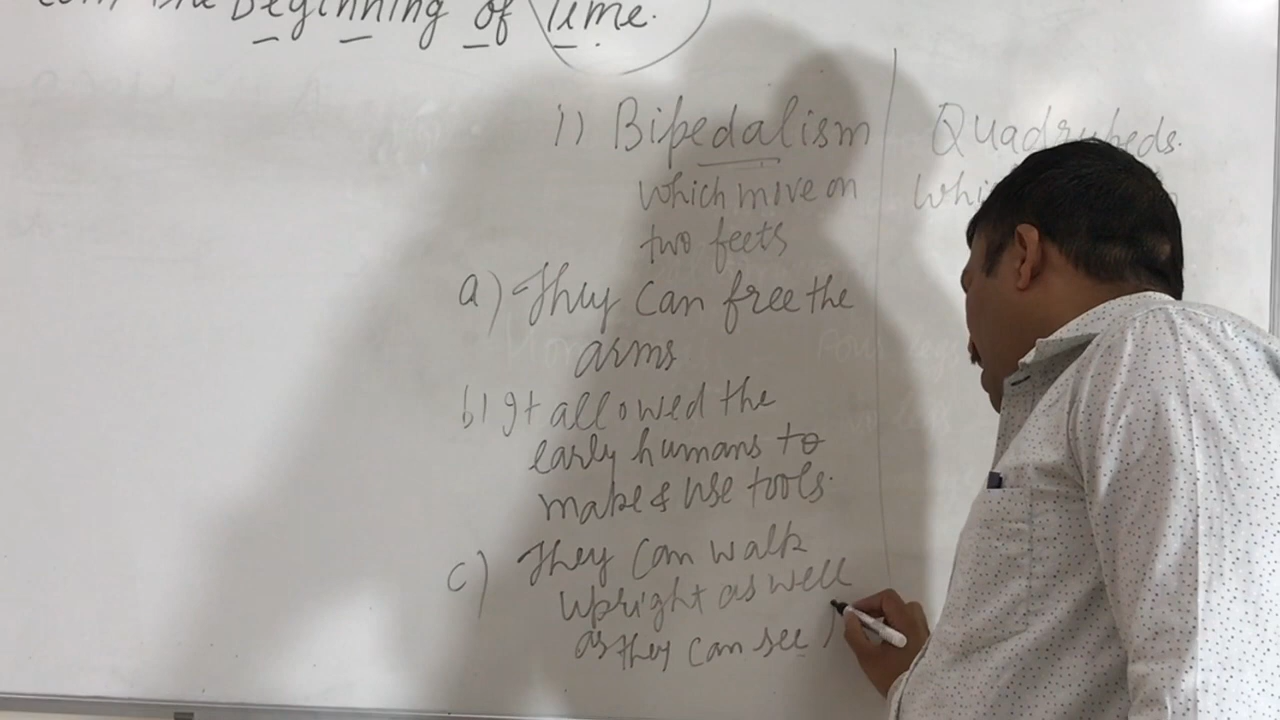 the Beginning of Time.
1) Bipedalism
which move on
two feets
a) They can free the
arms
b) It allowed the
early humans to
make & use tools.
c) They can walk
upright as well
as they can see
Quadrupeds.